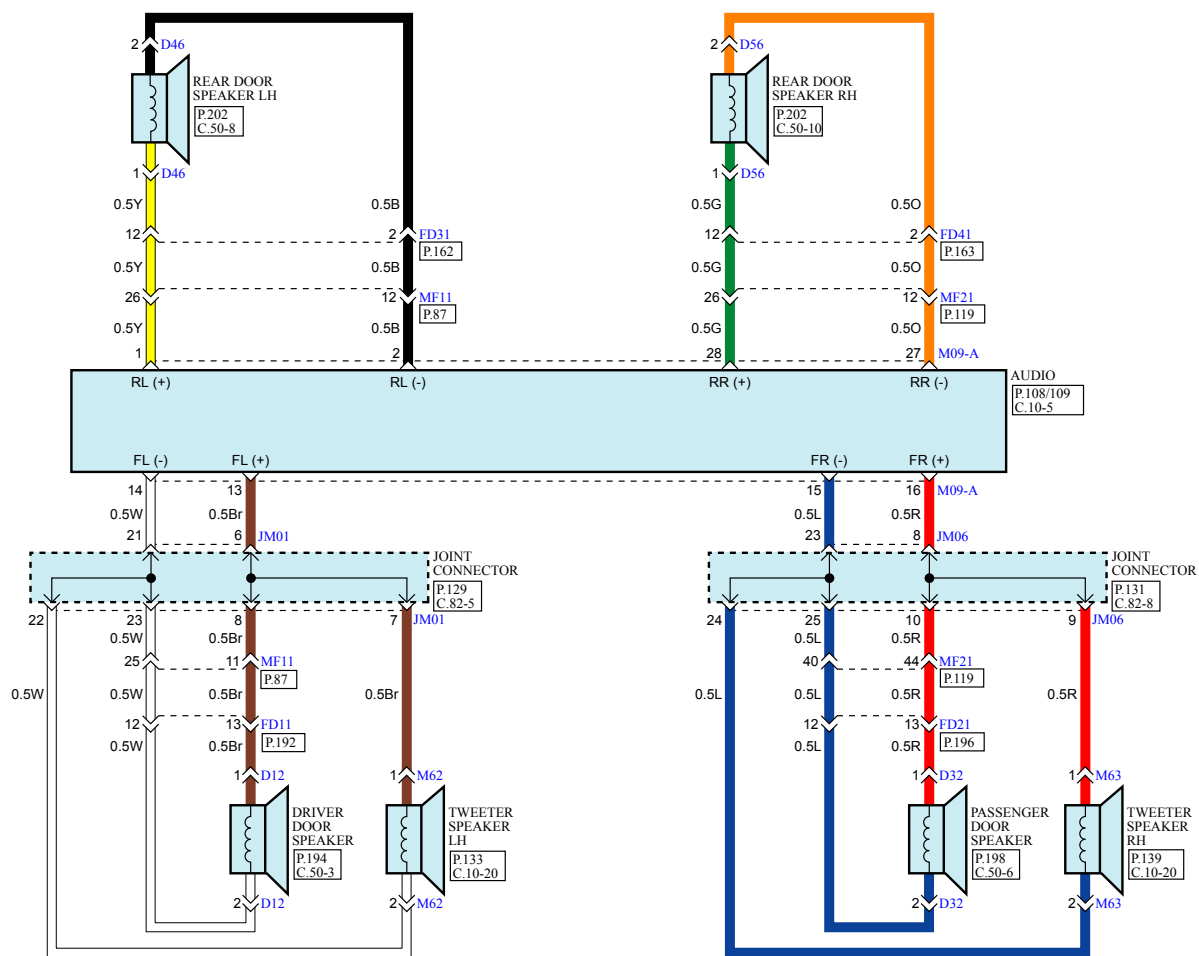 2 D46 2 D56
REAR DOOR
SPEAKER LH
P.202
C.50-8
REAR DOOR
SPEAKER RH
P.202
C.50-10
1 D46 1 D56
0.5Y 0.5B 0.5G 0.5O
12 2 FD31 12 2 FD41
P.162 P.163
0.5Y 0.5B 0.5G 0.5O
26 12 MF11 26 12 MF21
P.87 P.119
0.5Y 0.5B 0.5G 0.5O
1 2 28 27 M09-A
RL (+) RL (-) RR (+) RR (-)
AUDIO
P.108/109
C.10-5
FL (-) FL (+) FR (-) FR (+)
14 13 15 16 M09-A
0.5W 0.5Br 0.5L 0.5R
21 6 JM01 23 8 JM06
JOINT
CONNECTOR
P.129
C.82-5
JOINT
CONNECTOR
P.131
C.82-8
22 23 8 7 JM01 24 25 10 9 JM06
0.5W 0.5Br 0.5L 0.5R
25 11 MF11 40 44 MF21
P.87 P.119
0.5W 0.5W 0.5Br 0.5Br 0.5L 0.5L 0.5R 0.5R
12 13 FD11 12 13 FD21
P.192 P.196
0.5W 0.5Br 0.5L 0.5R
1 D12 1 M62 1 D32 1 M63
DRIVER
DOOR
SPEAKER
P.194
C.50-3
TWEETER
SPEAKER
LH
P.133
C.10-20
PASSENGER
DOOR
SPEAKER
P.198
C.50-6
TWEETER
SPEAKER
RH
P.139
C.10-20
2 D12 2 M62 2 D32 2 M63